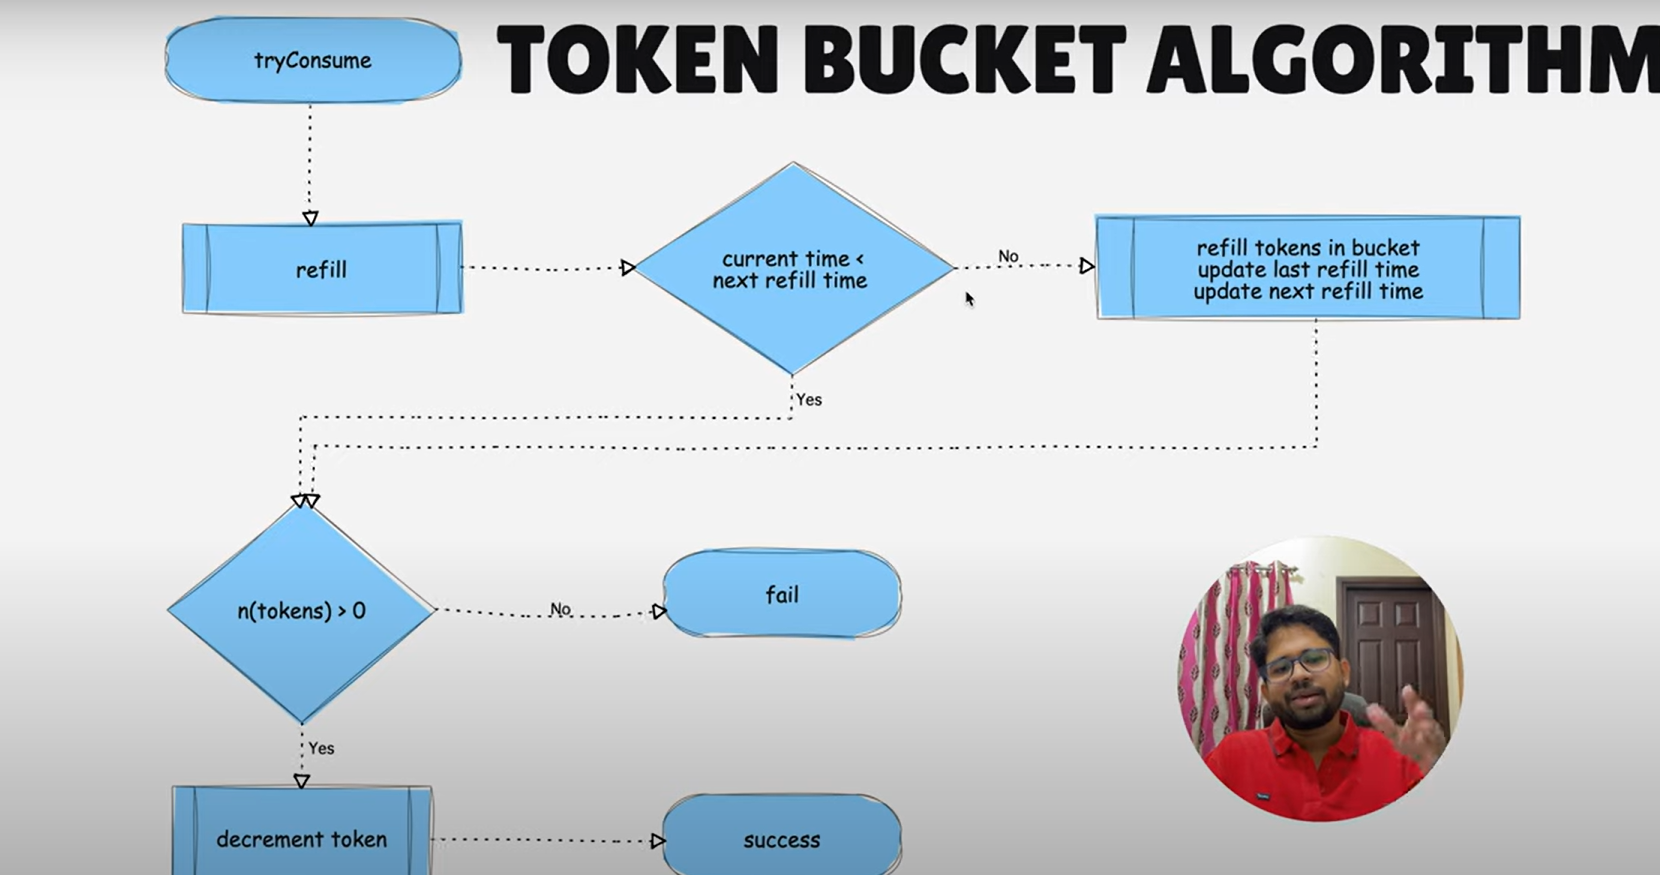 tryConsume
TOKEN BUCKET ALGORITHM
refill
current time <
next refill time
No
refill tokens in bucket
update last refill time
update next refill time
Yes
n(tokens) > 0
No
fail
Yes
decrement token
success